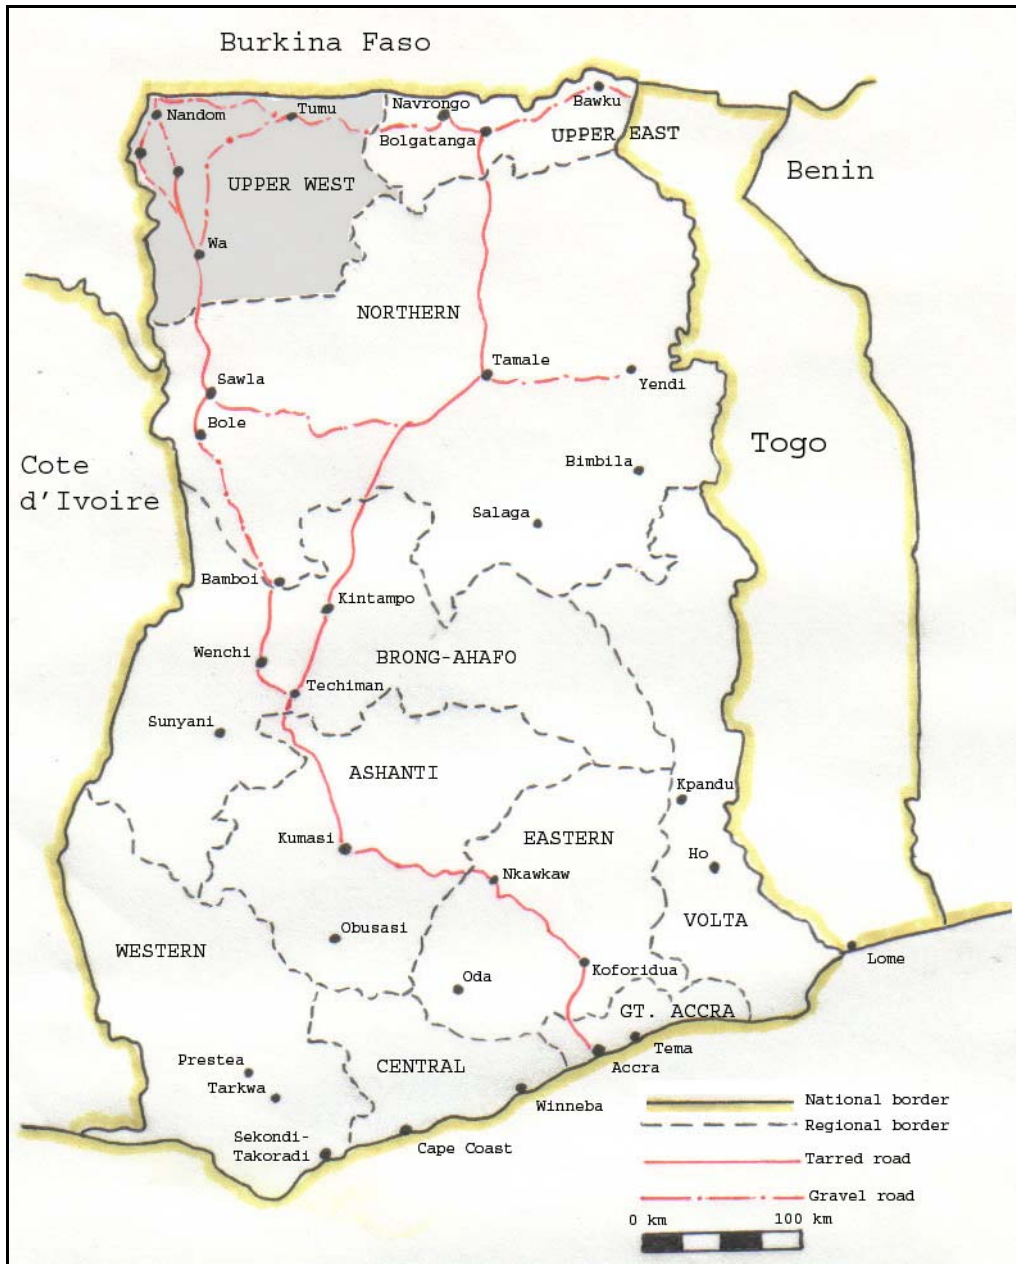 Burkina Faso
Nandom
Tumu
Navrongo
Bawku
Bolgatanga
UPPER EAST
Benin
UPPER WEST
Wa
NORTHERN
Tamale
Sawla
Yendi
Bole
Togo
Cote
d'Ivoire
Bimbila
Salaga
Bamboi
Kintampo
Wenchi
BRONG-AHAFO
Techiman
Sunyani
ASHANTI
Kpandu
Kumasi
EASTERN
Ho
Nkawkaw
VOLTA
Obusasi
WESTERN
Lome
Koforidua
Oda
GT. ACCRA
Tema
Prestea
CENTRAL
Accra
Tarkwa
Winneba
National border
Regional border
Sekondi-
Takoradi
Cape Coast
Tarred road
Gravel road
0 km 100 km